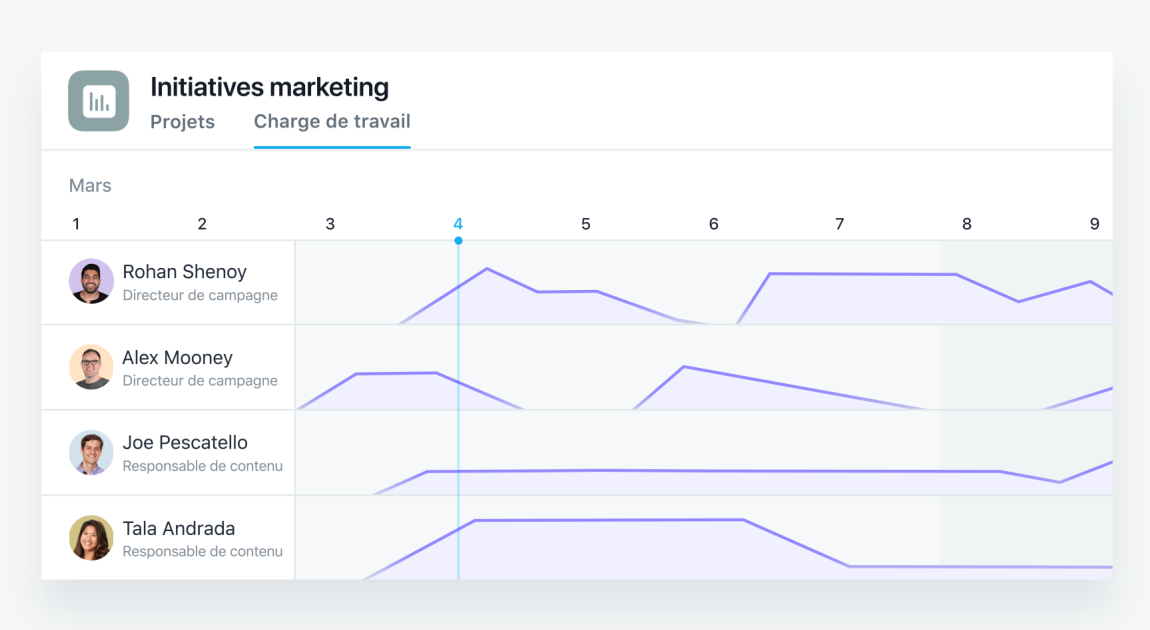 Initiatives marketing
Projets Charge de travail
Mars
1 2 3 4 5 6 7 8 9
Rohan Shenoy
Directeur de campagne
Alex Mooney
Directeur de campagne
Joe Pescatello
Responsable de contenu
Tala Andrada
Responsable de contenu